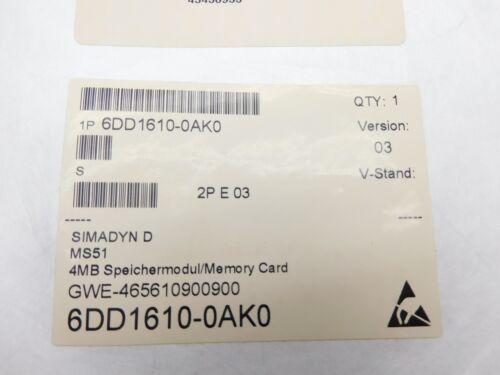 1P 6DD1610-0AK0
QTY: 1
Version:
03
S
V-Stand:
2P E 03
-----
-----
SIMADYN D
MS51
4MB Speichermodul/Memory Card
GWE-465610900900
6DD1610-0AK0